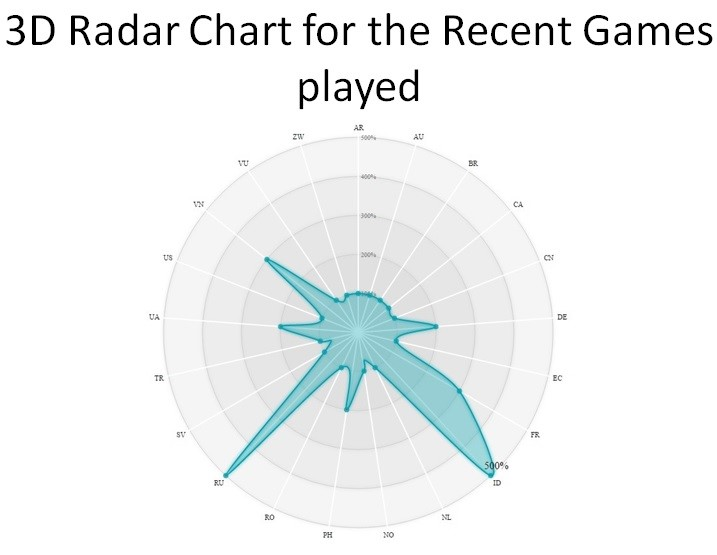 3D Radar Chart for the Recent Games
played
AR
ZW
AU
500%
VU
BR
400%
VN
CA
300%
US
200%
CN
100%
UA
DE
TR
EC
SV
FR
500%
RU
ID
RO
NL
PH
NO